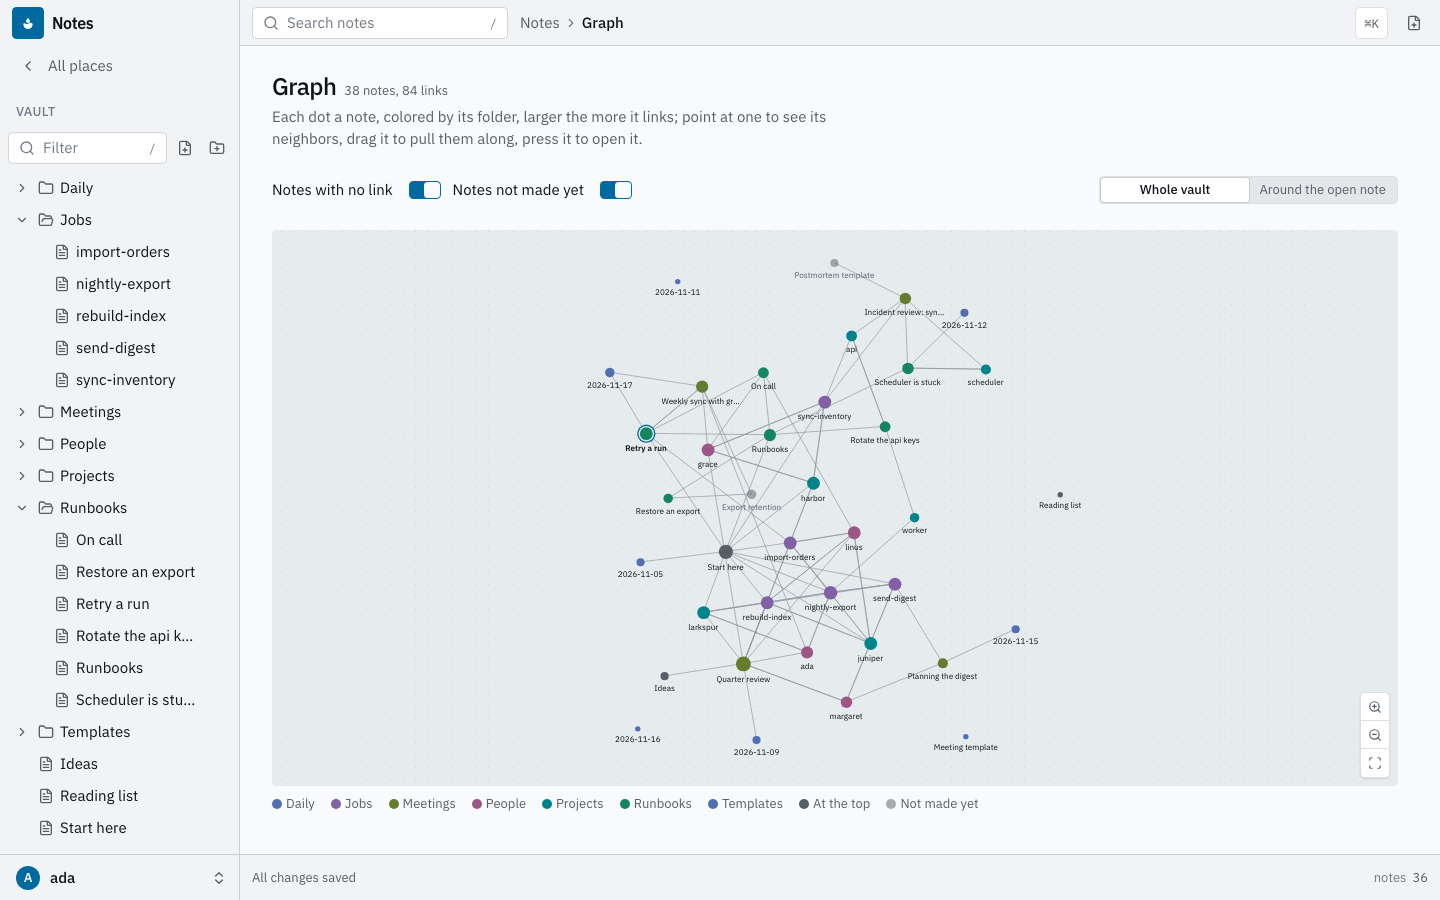 Notes
All places
VAULT
Filter /
Daily
Jobs
import-orders
nightly-export
rebuild-index
send-digest
sync-inventory
Meetings
People
Projects
Runbooks
On call
Restore an export
Retry a run
Rotate the api k...
Runbooks
Scheduler is stu...
Templates
Ideas
Reading list
Start here
A ada
Search notes /
Notes > Graph
⌘K
Graph 38 notes, 84 links
Each dot a note, colored by its folder, larger the more it links; point at one to see its
neighbors, drag it to pull them along, press it to open it.
Notes with no link
Notes not made yet
Whole vault
Around the open note
Postmortem template
2026-11-11
Incident review: syn...
2026-11-12
api
2026-11-17
On call
Scheduler is stuck
scheduler
Weekly sync with gr...
sync-inventory
Rotate the api keys
Retry a run
Runbooks
grace
harbor
Reading list
Restore an export
Export retention
worker
linus
import-orders
Start here
2026-11-05
send-digest
nightly-export
rebuild-index
larkspur
2026-11-15
juniper
ada
Planning the digest
Quarter review
Ideas
margaret
2026-11-16
2026-11-09
Meeting template
Daily
Jobs
Meetings
People
Projects
Runbooks
Templates
At the top
Not made yet
All changes saved
notes 36